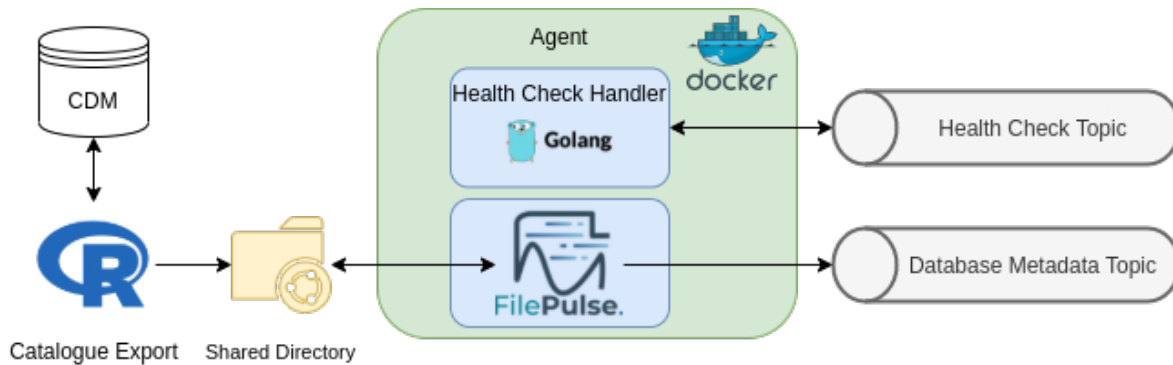 Agent
docker
CDM
Health Check Handler
Golang
Health Check Topic
R
FilePulse.
Database Metadata Topic
Catalogue Export
Shared Directory